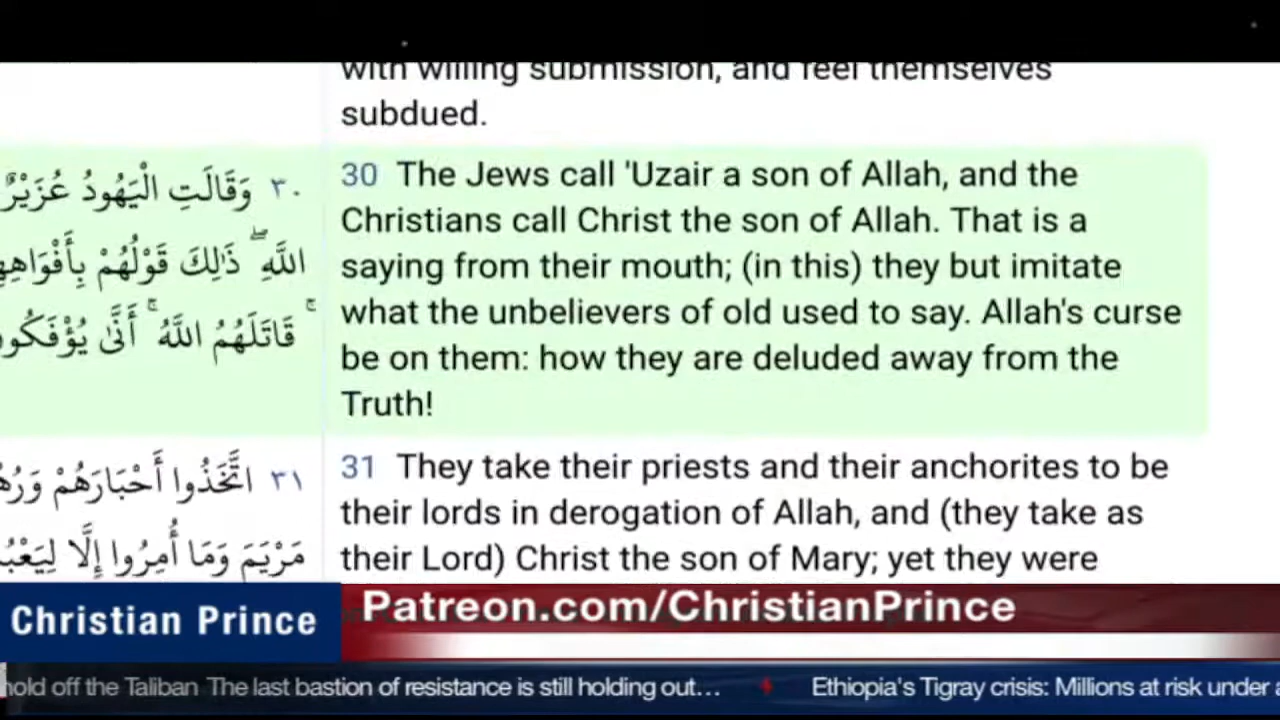 with willing submission, and feel themselves
subdued.
٣٠ وَقَالَتِ الْيَهُودُ عُزَيْرٌ
اللَّهِ ۖ ذَٰلِكَ قَوْلُهُمْ
ۚ قَاتَلَهُمُ اللَّهُ ۚ أَنَّىٰ
30 The Jews call 'Uzair a son of Allah, and the
Christians call Christ the son of Allah. That is a
saying from their mouth; (in this) they but imitate
what the unbelievers of old used to say. Allah's curse
be on them: how they are deluded away from the
Truth!
٣١ اتَّخَذُوا أَحْبَارَهُمْ
مَرْيَمَ وَمَا أُمِرُوا إِلَّا
31 They take their priests and their anchorites to be
their lords in derogation of Allah, and (they take as
their Lord) Christ the son of Mary; yet they were
Christian Prince
Patreon.com/ChristianPrince
hold off the Taliban The last bastion of resistance is still holding out… Ethiopia's Tigray crisis: Millions at risk under